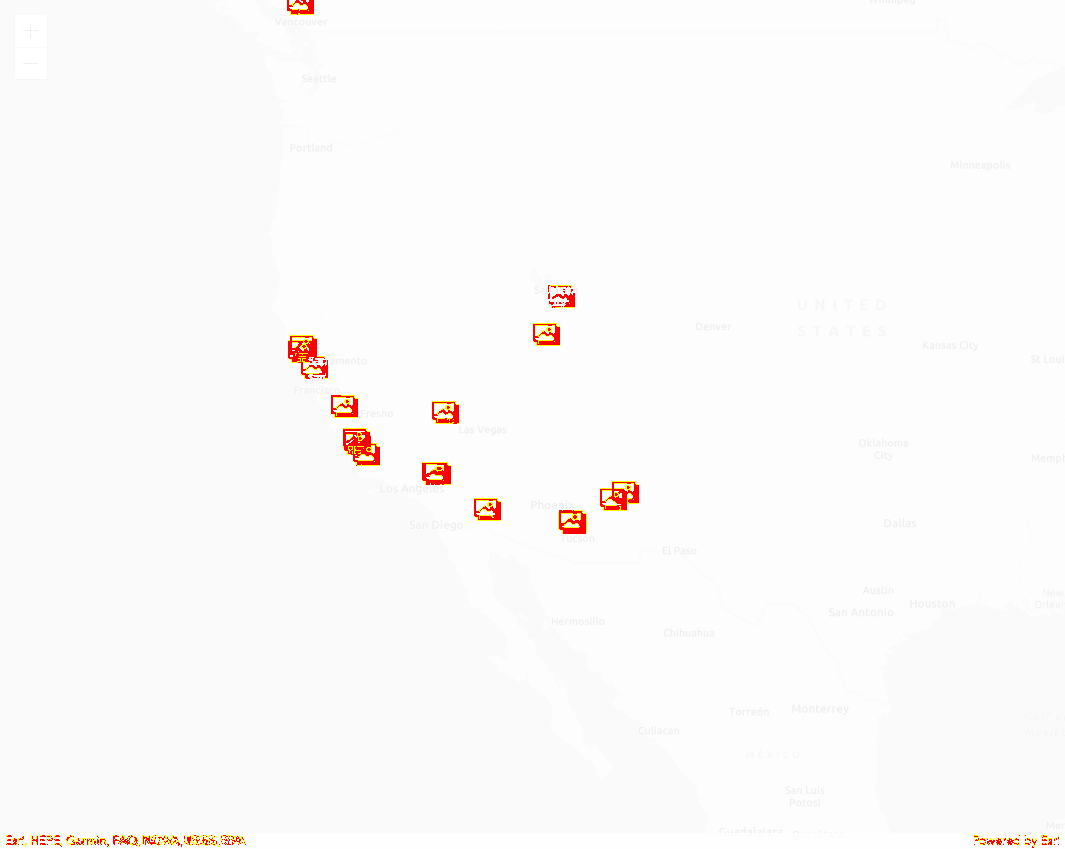 Winnipeg
Vancouver
Seattle
Portland
Minneapolis
UNITED
STATES
Denver
Kansas City
St Loui
Francisco
Fresno
Las Vegas
Oklahoma
City
Memph
Los Angeles
Phoenix
San Diego
Dallas
Tucson
El Paso
Austin
Houston
San Antonio
New
Orlea
Hermosillo
Chihuahua
Torreón
Monterrey
Culiacan
MÉXICO
San Luis
Potosí
Guadalajara
Esri, HERE, Garmin, FAO, NOAA, USGS, EPA
Powered by Esri